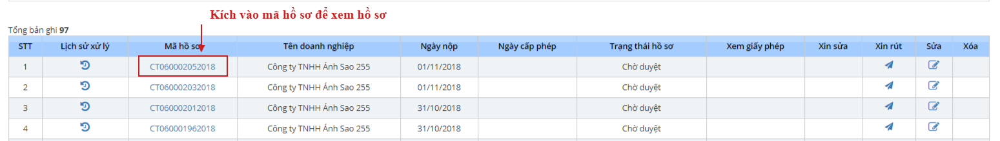 Kích vào mã hồ sơ để xem hồ sơ
Tổng bản ghi 97
STT Lịch sử xử lý Mã hồ sơ Tên doanh nghiệp Ngày nộp Ngày cấp phép Trạng thái hồ sơ Xem giấy phép Xin sửa Xin rút Sửa Xóa
1 CT060002052018 Công ty TNHH Ánh Sao 255 01/11/2018 Chờ duyệt
2 CT060002032018 Công ty TNHH Ánh Sao 255 01/11/2018 Chờ duyệt
3 CT060002012018 Công ty TNHH Ánh Sao 255 31/10/2018 Chờ duyệt
4 CT060001962018 Công ty TNHH Ánh Sao 255 31/10/2018 Chờ duyệt